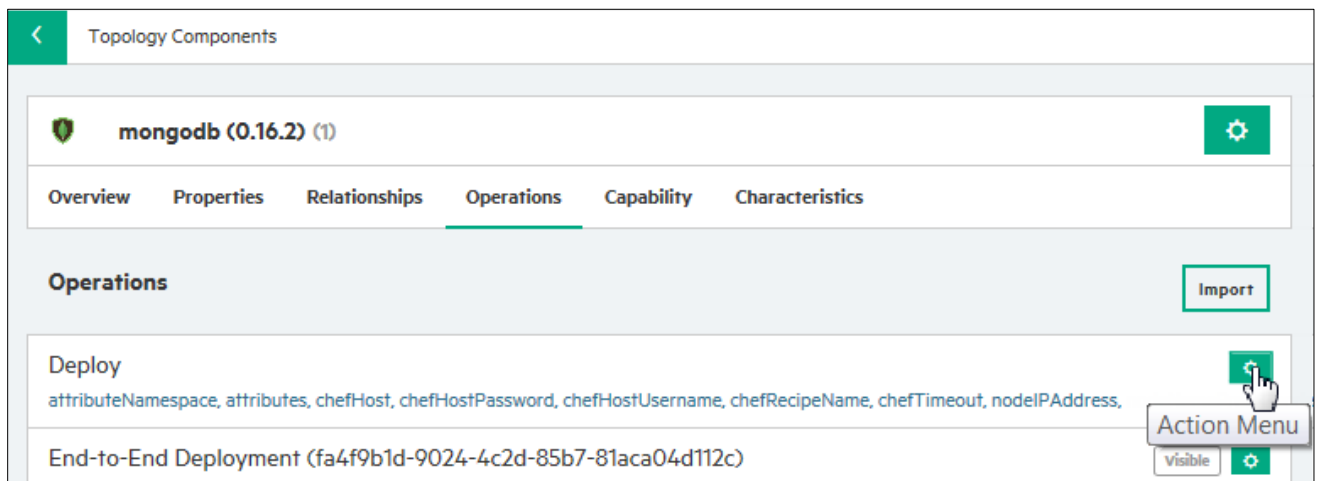 Topology Components
mongodb (0.16.2) (1)
Overview Properties Relationships Operations Capability Characteristics
Operations
Import
Deploy
attributeNamespace, attributes, chefHost, chefHostPassword, chefHostUsername, chefRecipeName, chefTimeout, nodeIPAddress,
Action Menu
End-to-End Deployment (fa4f9b1d-9024-4c2d-85b7-81aca04d112c)
Visible